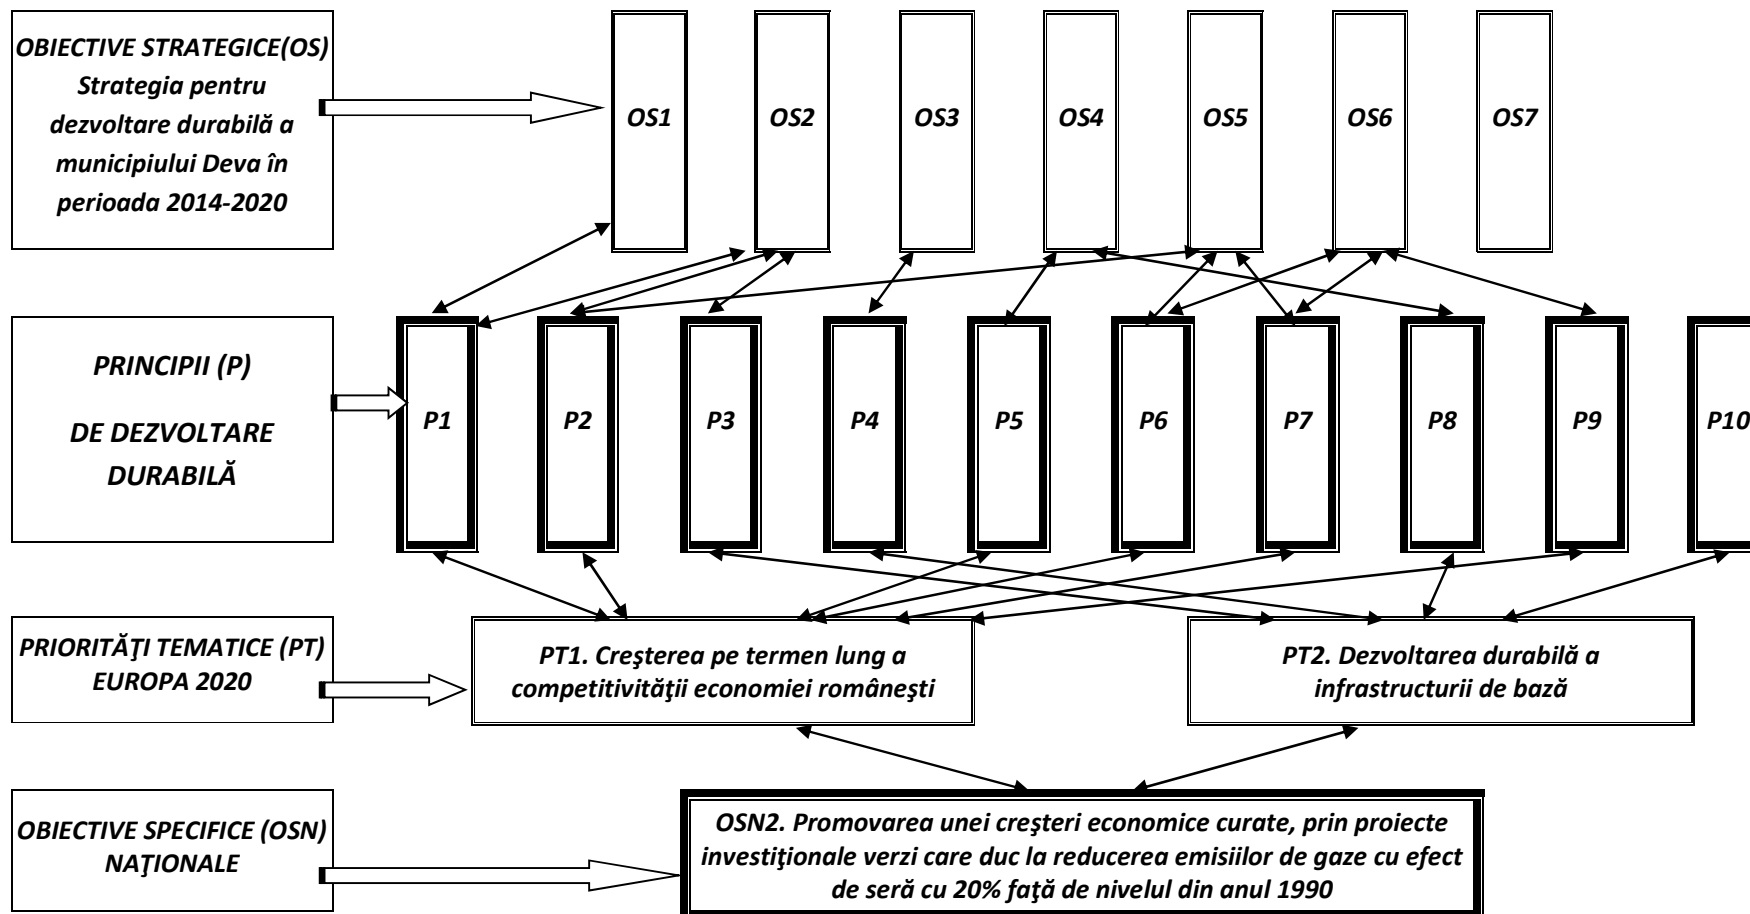 OBIECTIVE STRATEGICE(OS)
Strategia pentru
dezvoltare durabilă a
municipiului Deva în
perioada 2014-2020
OS1
OS2
OS3
OS4
OS5
OS6
OS7
PRINCIPII (P)
DE DEZVOLTARE
DURABILĂ
P1
P2
P3
P4
P5
P6
P7
P8
P9
P10
PRIORITĂŢI TEMATICE (PT)
EUROPA 2020
PT1. Creşterea pe termen lung a
competitivităţii economiei româneşti
PT2. Dezvoltarea durabilă a
infrastructurii de bază
OBIECTIVE SPECIFICE (OSN)
NAŢIONALE
OSN2. Promovarea unei creşteri economice curate, prin proiecte
investiţionale verzi care duc la reducerea emisiilor de gaze cu efect
de seră cu 20% faţă de nivelul din anul 1990